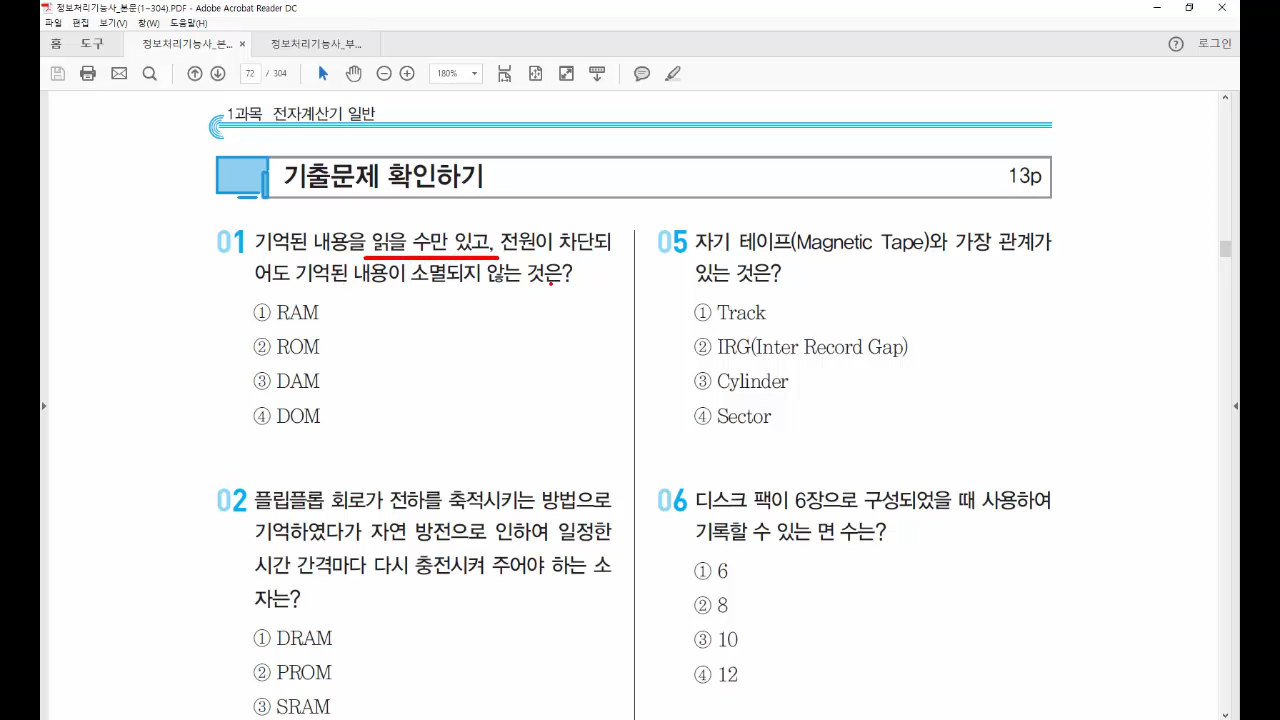 정보처리기능사_본문(1~304).PDF - Adobe Acrobat Reader DC
파일 편집 보기(V) 창(W) 도움말(H)
홈 도구 정보처리기능사_본... × 정보처리기능사_부... 로그인
72 / 304 180%
1과목 전자계산기 일반
기출문제 확인하기 13p
01 기억된 내용을 읽을 수만 있고, 전원이 차단되
어도 기억된 내용이 소멸되지 않는 것은?
① RAM
② ROM
③ DAM
④ DOM
02 플립플롭 회로가 전하를 축적시키는 방법으로
기억하였다가 자연 방전으로 인하여 일정한
시간 간격마다 다시 충전시켜 주어야 하는 소
자는?
① DRAM
② PROM
③ SRAM
05 자기 테이프(Magnetic Tape)와 가장 관계가
있는 것은?
① Track
② IRG(Inter Record Gap)
③ Cylinder
④ Sector
06 디스크 팩이 6장으로 구성되었을 때 사용하여
기록할 수 있는 면 수는?
① 6
② 8
③ 10
④ 12